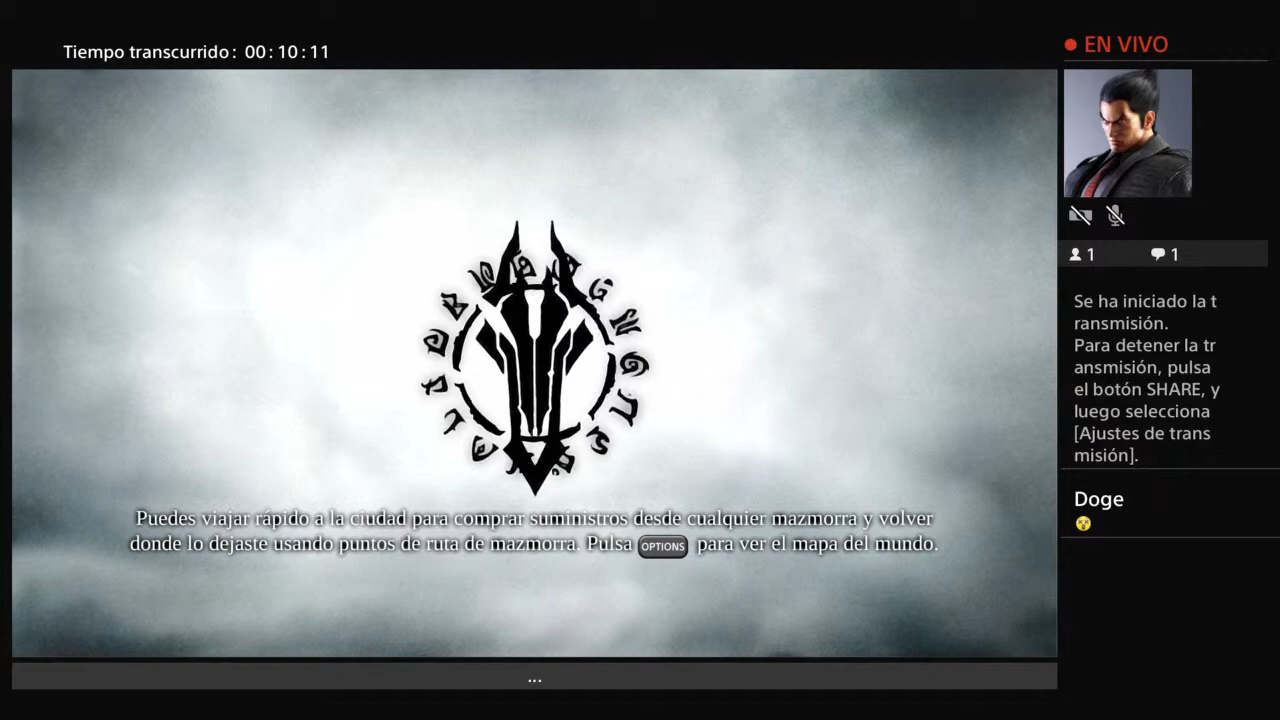 Tiempo transcurrido: 00:10:11
EN VIVO
1 1
Se ha iniciado la t
ransmisión.
Para detener la tr
ansmisión, pulsa
el botón SHARE, y
luego selecciona
[Ajustes de trans
misión].
Doge
Puedes viajar rápido a la ciudad para comprar suministros desde cualquier mazmorra y volver
donde lo dejaste usando puntos de ruta de mazmorra. Pulsa OPTIONS para ver el mapa del mundo.
...